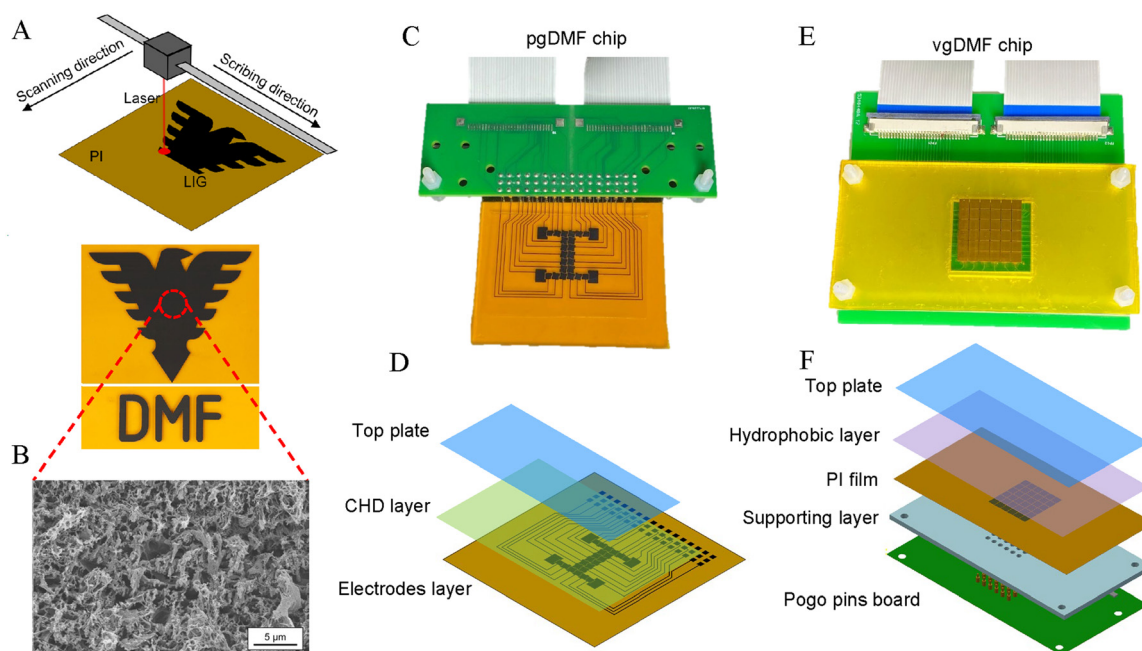 A
Scanning direction
Scribing direction
Laser
PI
LIG
DMF
B
5 μm
C
pgDMF chip
D
Top plate
CHD layer
Electrodes layer
E
vgDMF chip
F
Top plate
Hydrophobic layer
PI film
Supporting layer
Pogo pins board